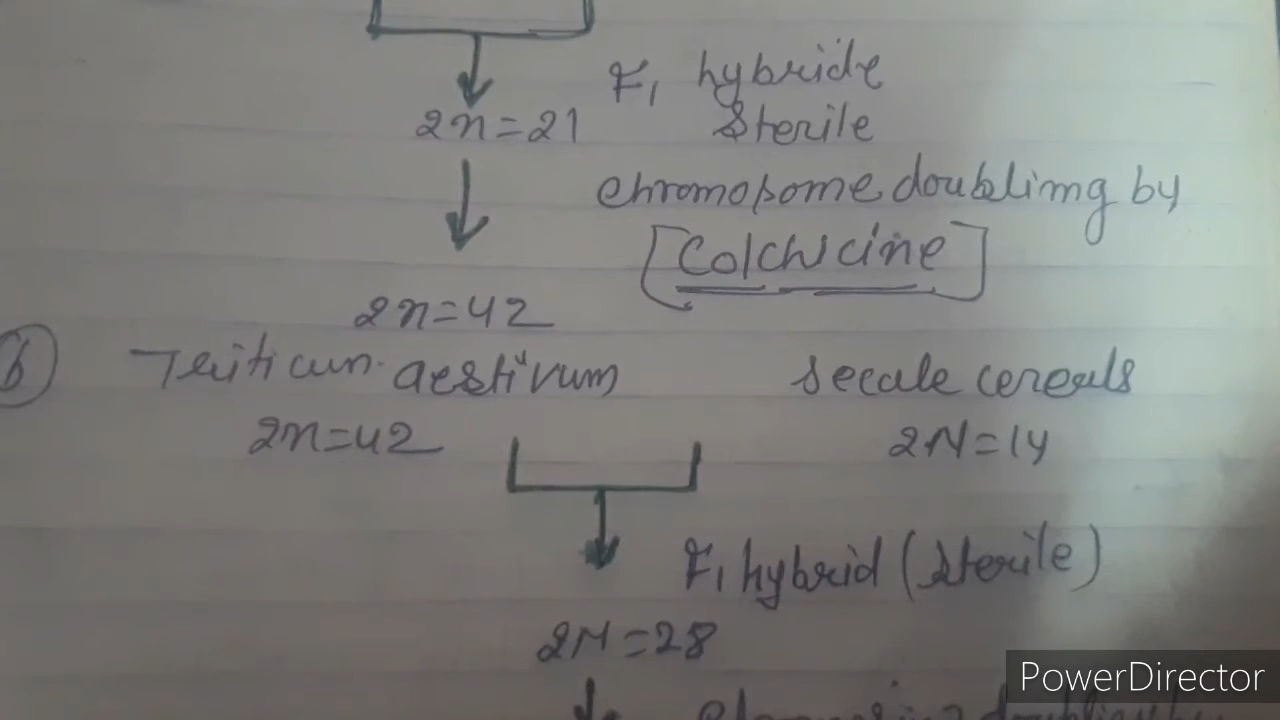 F1 hybride
2n=21 Sterile
chromosome doubling by
[Colchicine]
2n=42
b Triticum. aestivum Secale cereals
2n=42 2N=14
F1 hybrid (Sterile)
2N=28
PowerDirector